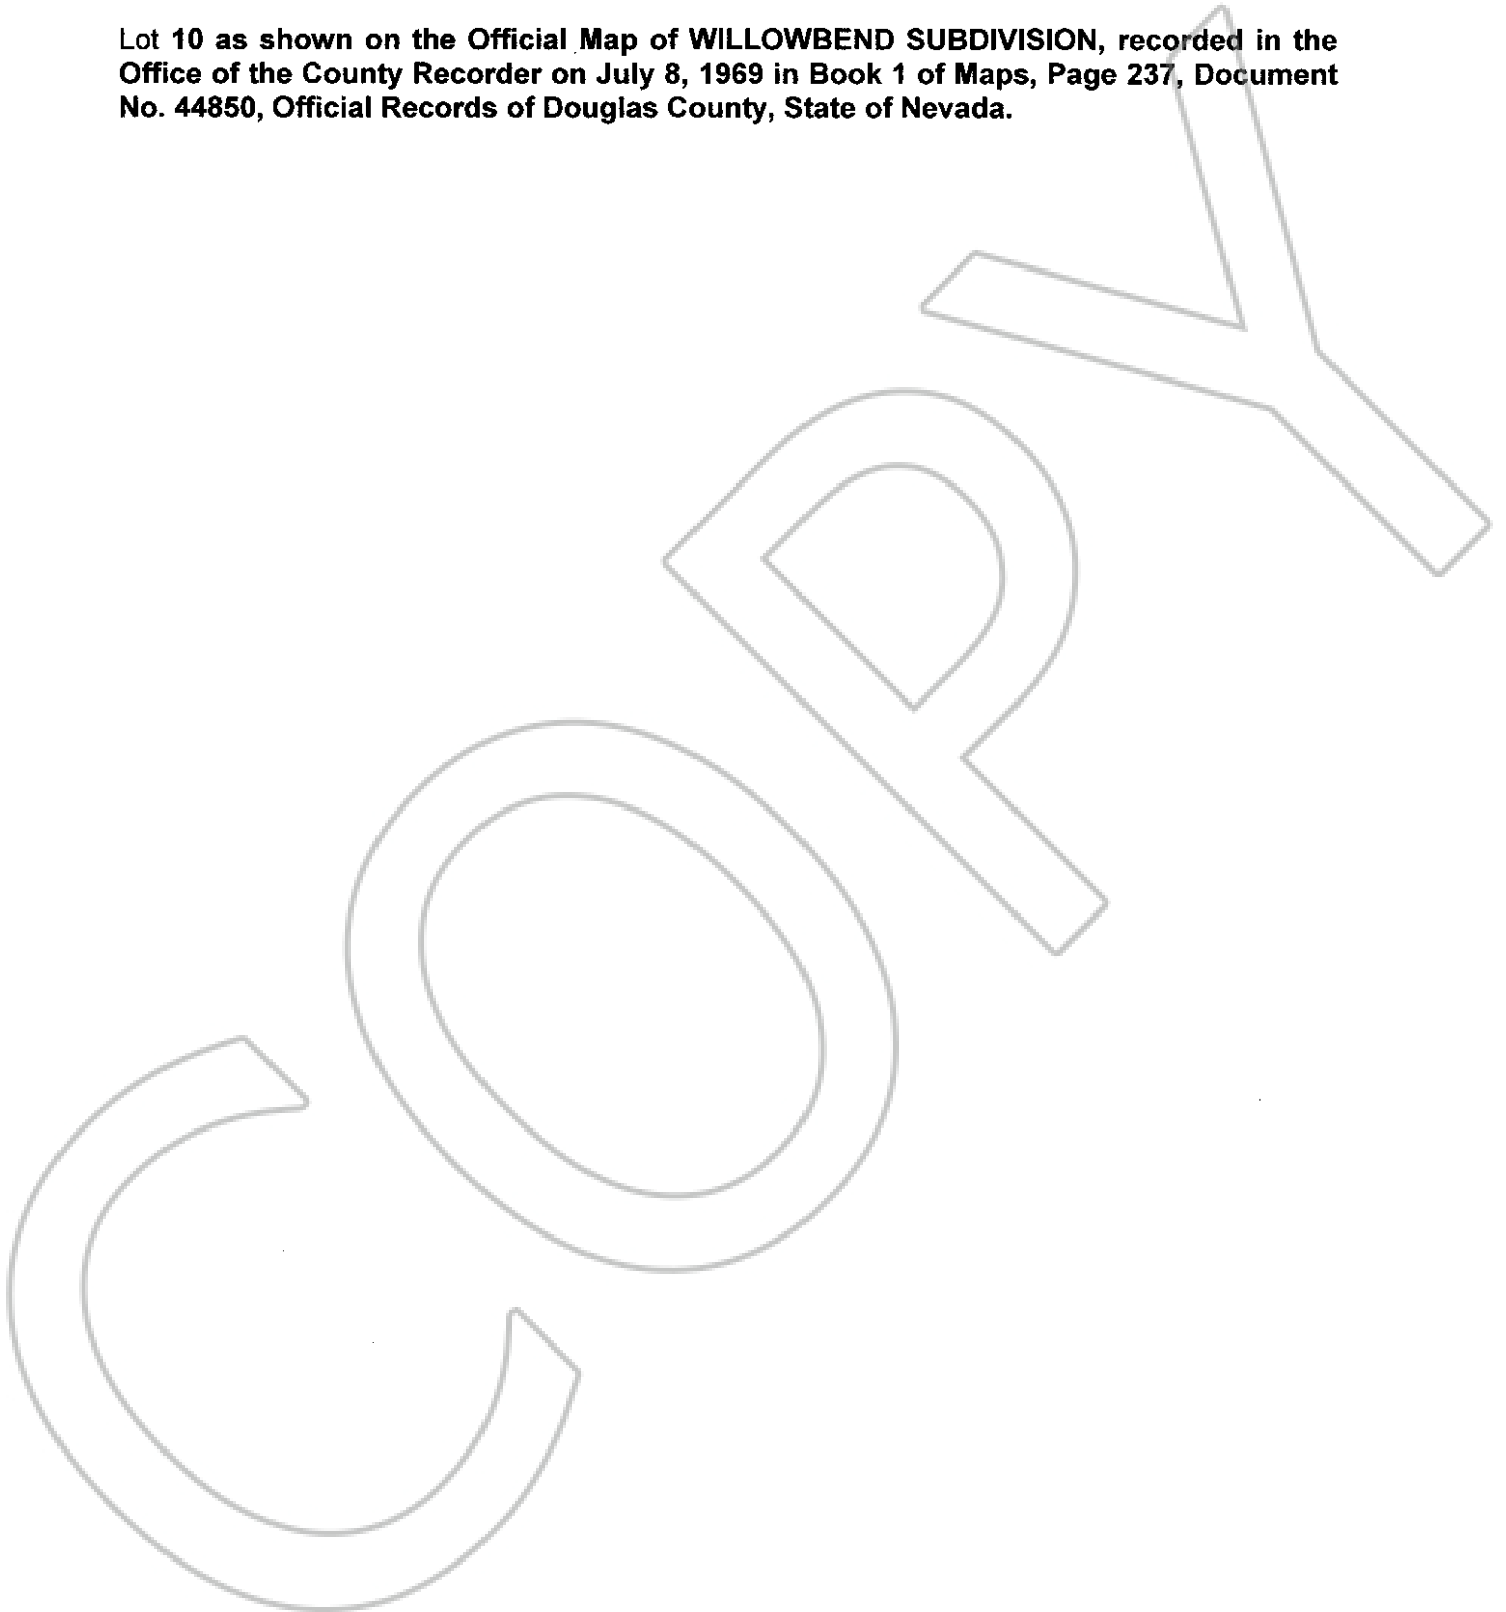 Lot 10 as shown on the Official Map of WILLOWBEND SUBDIVISION, recorded in the
Office of the County Recorder on July 8, 1969 in Book 1 of Maps, Page 237, Document
No. 44850, Official Records of Douglas County, State of Nevada.
COPY